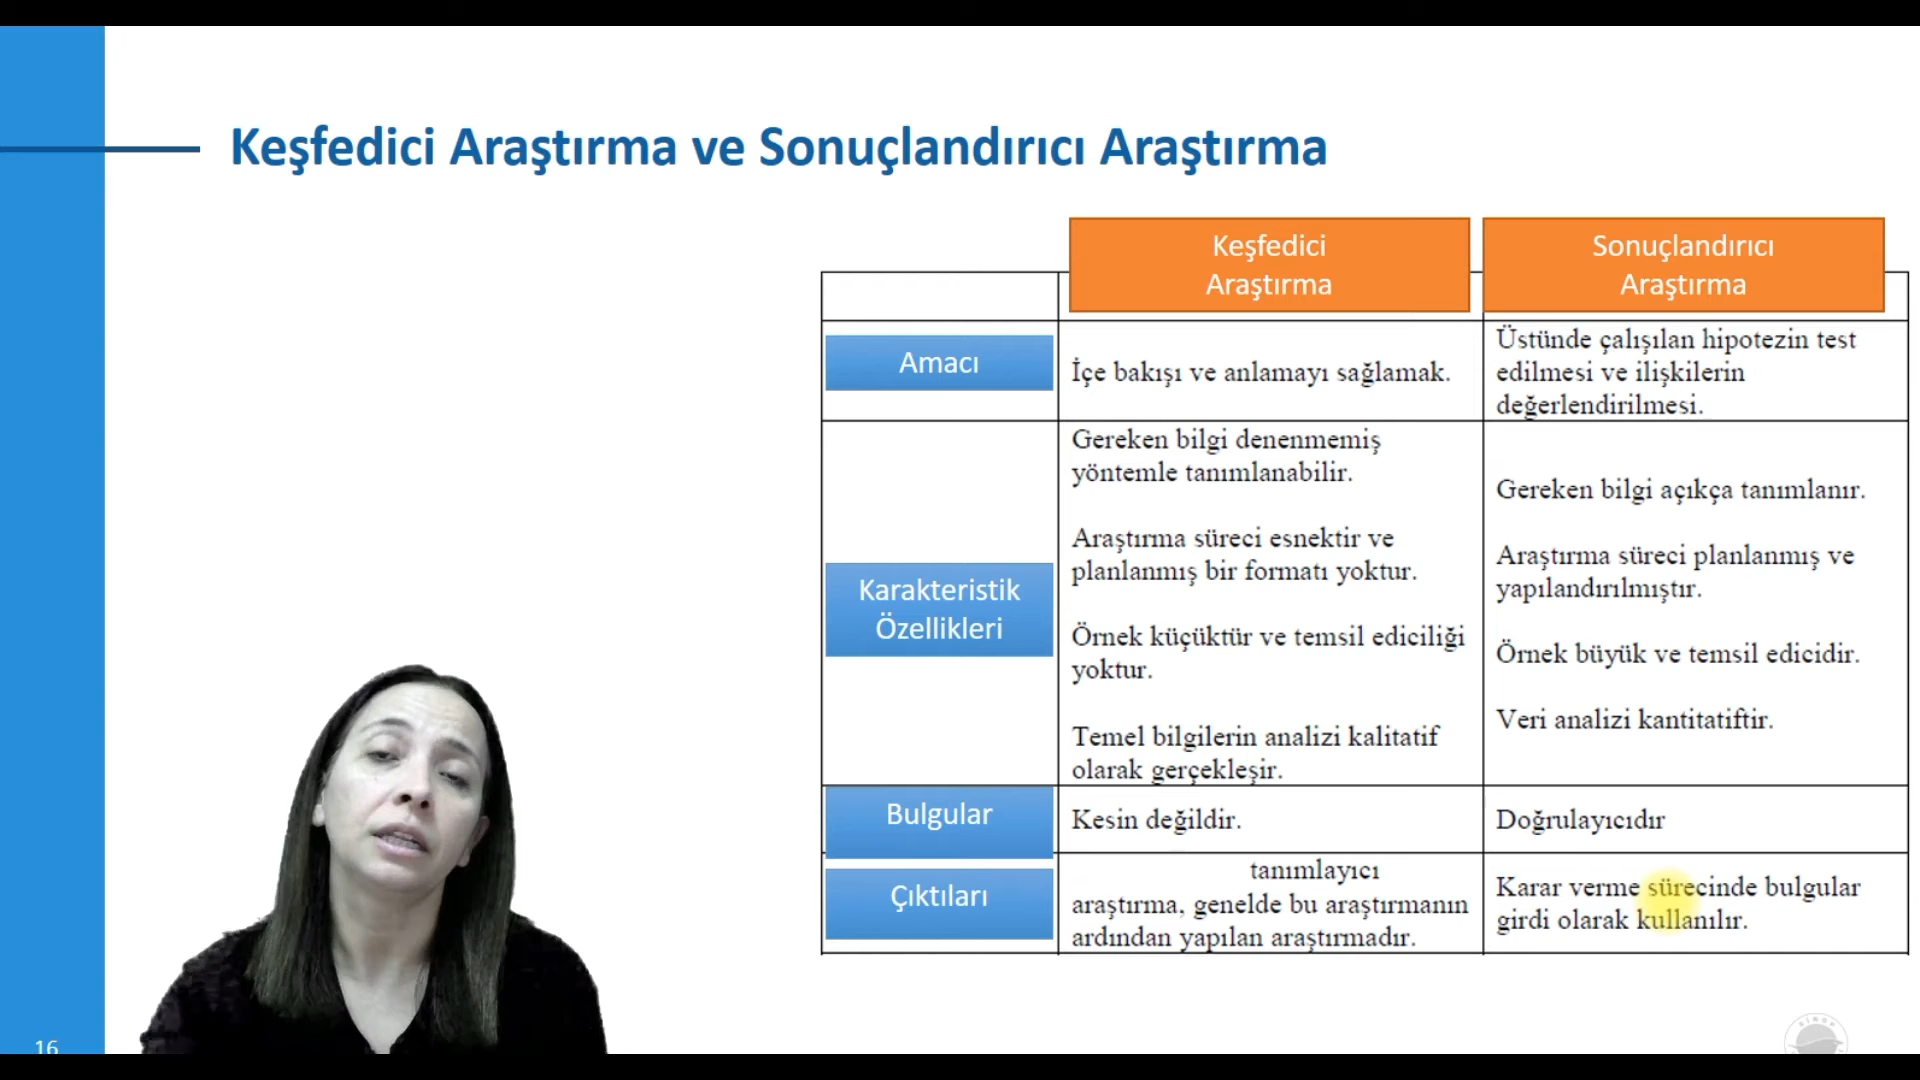 Keşfedici Araştırma ve Sonuçlandırıcı Araştırma
Keşfedici
Araştırma
Sonuçlandırıcı
Araştırma
Amacı
İçe bakışı ve anlamayı sağlamak.
Üstünde çalışılan hipotezin test
edilmesi ve ilişkilerin
değerlendirilmesi.
Karakteristik
Özellikleri
Gereken bilgi denenmemiş
yöntemle tanımlanabilir.
Araştırma süreci esnektir ve
planlanmış bir formatı yoktur.
Örnek küçüktür ve temsil ediciliği
yoktur.
Temel bilgilerin analizi kalitatif
olarak gerçekleşir.
Gereken bilgi açıkça tanımlanır.
Araştırma süreci planlanmış ve
yapılandırılmıştır.
Örnek büyük ve temsil edicidir.
Veri analizi kantitatiftir.
Bulgular
Kesin değildir.
Doğrulayıcıdır
Çıktıları
tanımlayıcı
araştırma, genelde bu araştırmanın
ardından yapılan araştırmadır.
Karar verme sürecinde bulgular
girdi olarak kullanılır.
16